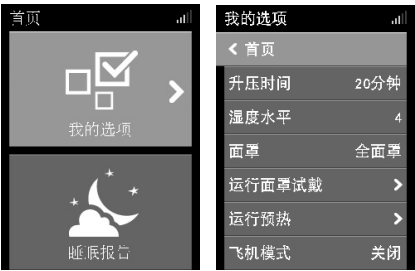 首页
我的选项
睡眠报告
我的选项
首页
升压时间 20分钟
湿度水平 4
面罩 全面罩
运行面罩试戴
运行预热
飞机模式 关闭